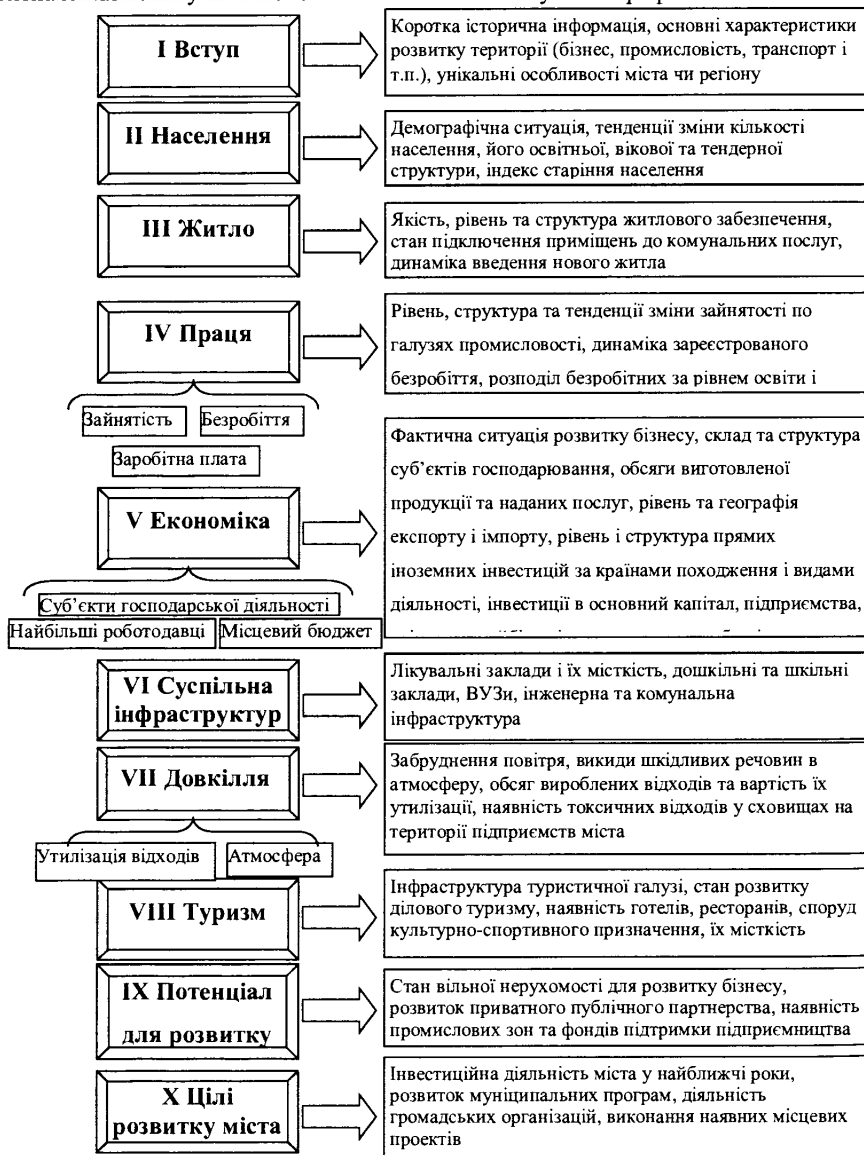 I Вступ
Коротка історична інформація, основні характеристики
розвитку території (бізнес, промисловість, транспорт і
т.п.), унікальні особливості міста чи регіону
II Населення
Демографічна ситуація, тенденції зміни кількості
населення, його освітньої, вікової та тендерної
структури, індекс старіння населення
III Житло
Якість, рівень та структура житлового забезпечення,
стан підключення приміщень до комунальних послуг,
динаміка введення нового житла
IV Праця
Рівень, структура та тенденції зміни зайнятості по
галузях промисловості, динаміка зареєстрованого
безробіття, розподіл безробітних за рівнем освіти і
Зайнятість
Безробіття
Заробітна плата
V Економіка
Фактична ситуація розвитку бізнесу, склад та структура
суб’єктів господарювання, обсяги виготовленої
продукції та наданих послуг, рівень та географія
експорту і імпорту, рівень і структура прямих
іноземних інвестицій за країнами походження і видами
діяльності, інвестиції в основний капітал, підприємства,
Суб’єкти господарської діяльності
Найбільші роботодавці
Місцевий бюджет
VI Суспільна
інфраструктур
Лікувальні заклади і їх місткість, дошкільні та шкільні
заклади, ВУЗи, інженерна та комунальна
інфраструктура
VII Довкілля
Забруднення повітря, викиди шкідливих речовин в
атмосферу, обсяг вироблених відходів та вартість їх
утилізації, наявність токсичних відходів у сховищах на
території підприємств міста
Утилізація відходів
Атмосфера
VIII Туризм
Інфраструктура туристичної галузі, стан розвитку
ділового туризму, наявність готелів, ресторанів, споруд
культурно-спортивного призначення, їх місткість
IX Потенціал
для розвитку
Стан вільної нерухомості для розвитку бізнесу,
розвиток приватного публічного партнерства, наявність
промислових зон та фондів підтримки підприємництва
X Цілі
розвитку міста
Інвестиційна діяльність міста у найближчі роки,
розвиток муніципальних програм, діяльність
громадських організацій, виконання наявних місцевих
проектів